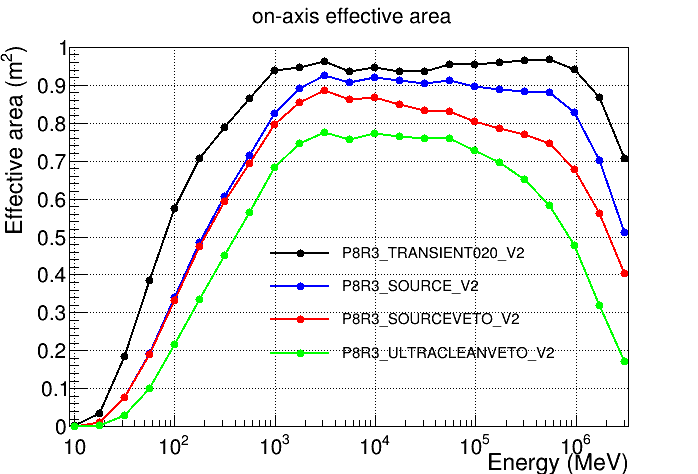 on-axis effective area
Effective area (m²)
1
0.9
0.8
0.7
0.6
0.5
0.4
0.3
0.2
0.1
0
P8R3_TRANSIENT020_V2
P8R3_SOURCE_V2
P8R3_SOURCEVETO_V2
P8R3_ULTRACLEANVETO_V2
10 10² 10³ 10⁴ 10⁵ 10⁶
Energy (MeV)